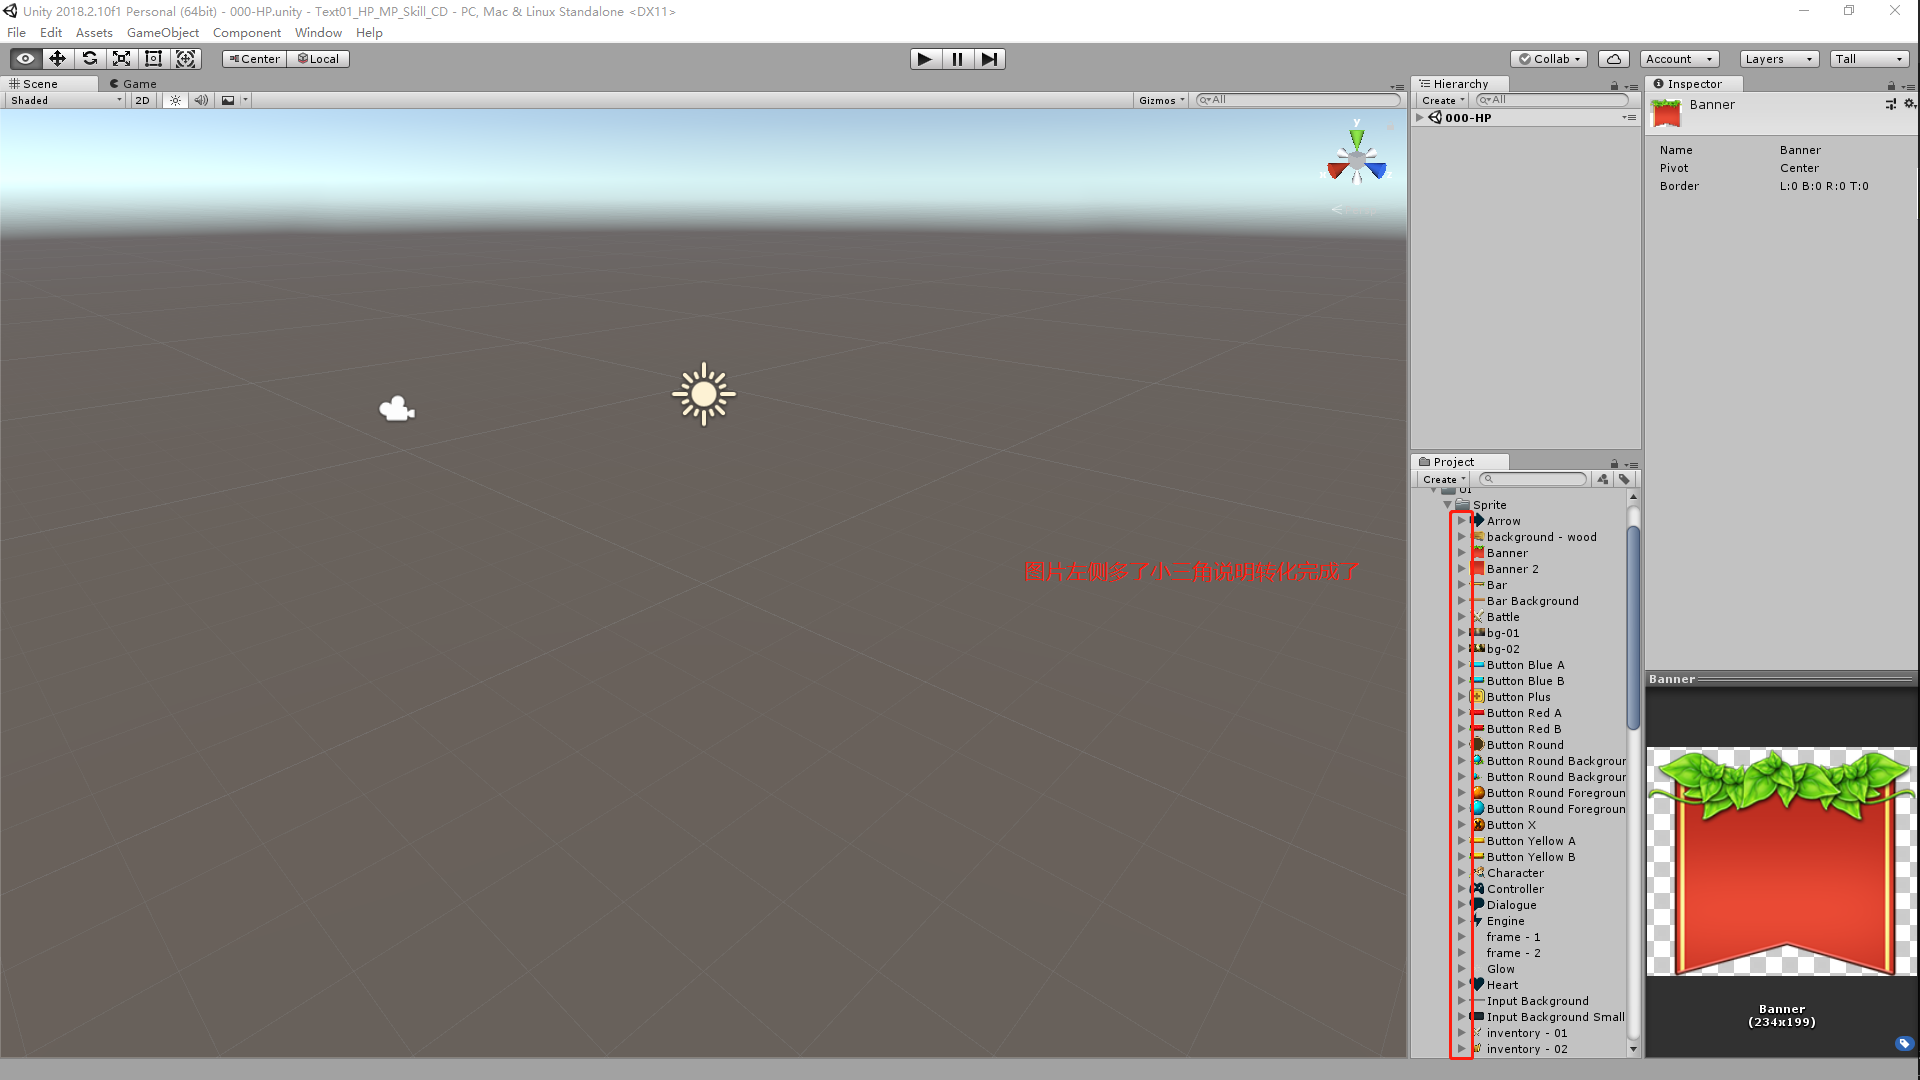 Unity 2018.2.10f1 Personal (64bit) - 000-HP.unity - Text01_HP_MP_Skill_CD - PC, Mac & Linux Standalone <DX11>
File Edit Assets GameObject Component Window Help
Center Local Collab Account Layers Tall
Scene Game
Shaded 2D Gizmos All
y
Hierarchy
Create All
000-HP
Inspector
Banner
Name Banner
Pivot Center
Border L:0 B:0 R:0 T:0
图片左侧多了小 角说明转化完成了
Project
Create
UI
Sprite
Arrow
background - wood
Banner
Banner 2
Bar
Bar Background
Battle
bg-01
bg-02
Button Blue A
Button Blue B
Button Plus
Button Red A
Button Red B
Button Round
Button Round Backgroun
Button Round Backgroun
Button Round Foregroun
Button Round Foregroun
Button X
Button Yellow A
Button Yellow B
Character
Controller
Dialogue
Engine
frame - 1
frame - 2
Glow
Heart
Input Background
Input Background Small
inventory - 01
inventory - 02
Banner
Banner
(234x199)